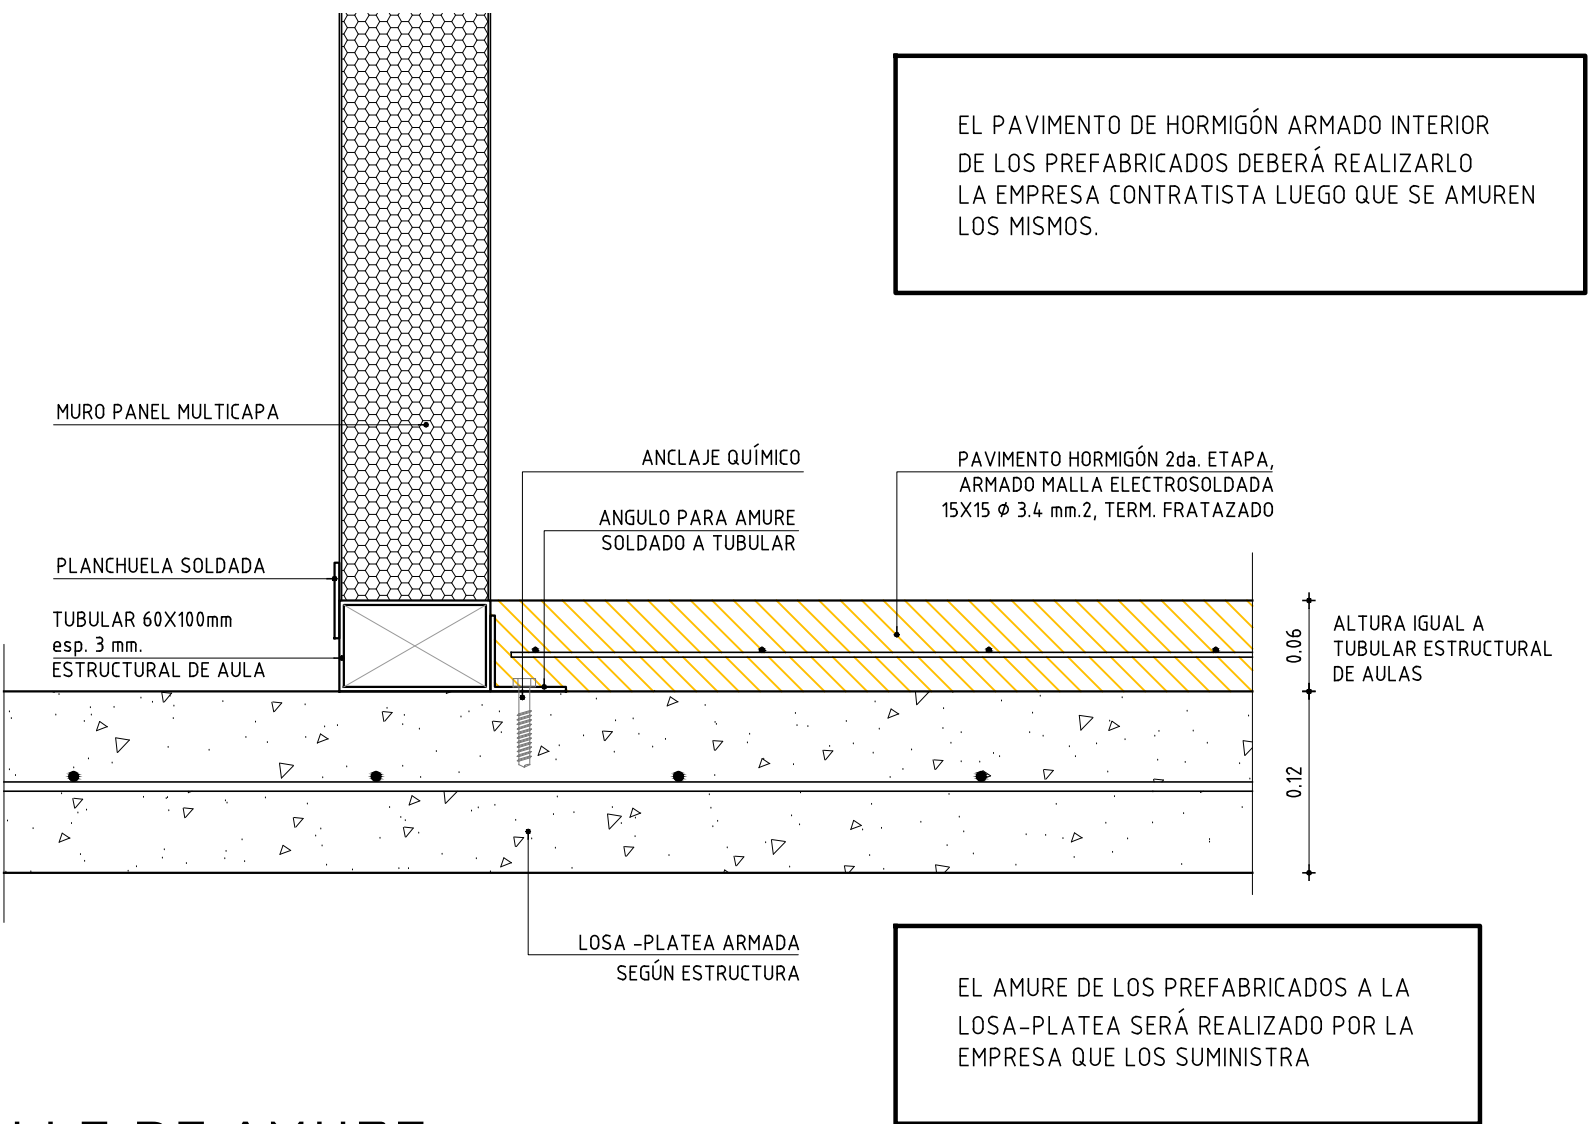 EL PAVIMENTO DE HORMIGÓN ARMADO INTERIOR
DE LOS PREFABRICADOS DEBERÁ REALIZARLO
LA EMPRESA CONTRATISTA LUEGO QUE SE AMUREN
LOS MISMOS.
MURO PANEL MULTICAPA
ANCLAJE QUÍMICO
PAVIMENTO HORMIGÓN 2da. ETAPA,
ARMADO MALLA ELECTROSOLDADA
15X15 Ø 3.4 mm.2, TERM. FRATAZADO
ANGULO PARA AMURE
SOLDADO A TUBULAR
PLANCHUELA SOLDADA
TUBULAR 60X100mm
esp. 3 mm.
ESTRUCTURAL DE AULA
0.06
ALTURA IGUAL A
TUBULAR ESTRUCTURAL
DE AULAS
0.12
LOSA -PLATEA ARMADA
SEGÚN ESTRUCTURA
EL AMURE DE LOS PREFABRICADOS A LA
LOSA-PLATEA SERÁ REALIZADO POR LA
EMPRESA QUE LOS SUMINISTRA
DE AMURE